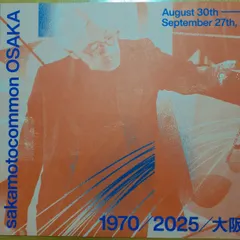 sakamotocommon OSAKA
August 30th —
September 27th,
1970/2025/大阪